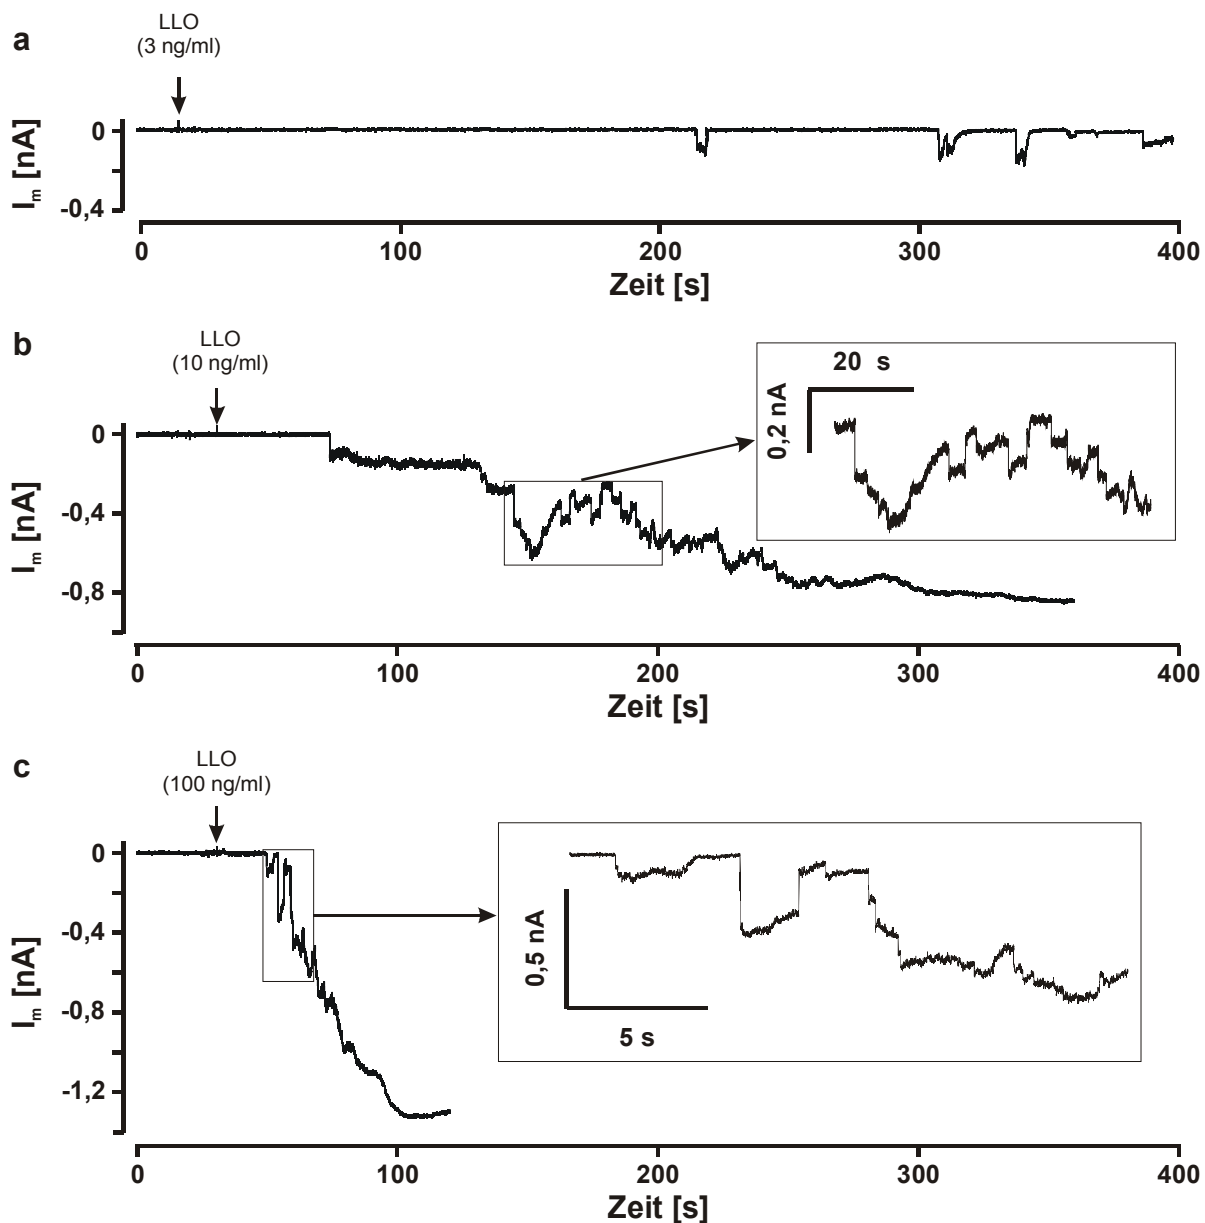 a
LLO
(3 ng/ml)
Im [nA]
0
-0,4
0 100 200 300 400
Zeit [s]
b
LLO
(10 ng/ml)
20 s
0,2 nA
Im [nA]
0
-0,4
-0,8
0 100 200 300 400
Zeit [s]
c
LLO
(100 ng/ml)
Im [nA]
0
-0,4
-0,8
-1,2
0,5 nA
5 s
0 100 200 300 400
Zeit [s]